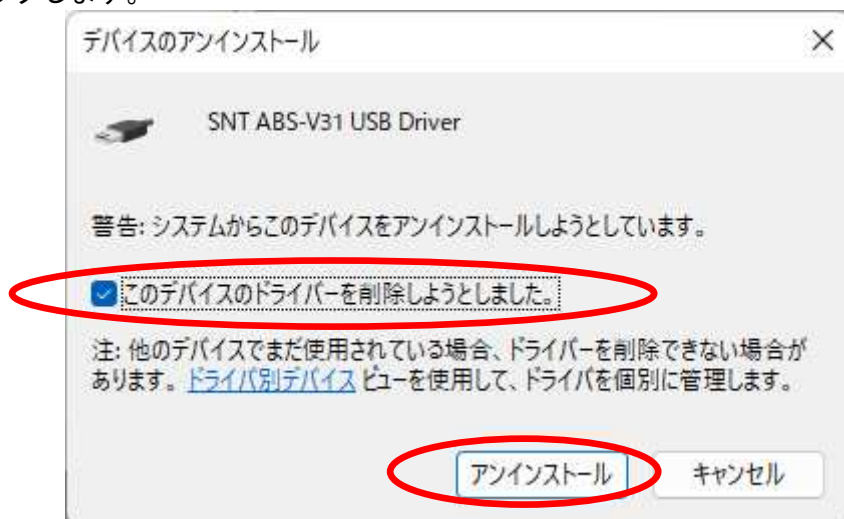 します。
デバイスのアンインストール
SNT ABS-V31 USB Driver
警告: システムからこのデバイスをアンインストールしようとしています。
このデバイスのドライバーを削除しようとしました。
注: 他のデバイスでまだ使用されている場合、ドライバーを削除できない場合が
あります。ドライバ別デバイス ビューを使用して、ドライバを個別に管理します。
アンインストール キャンセル